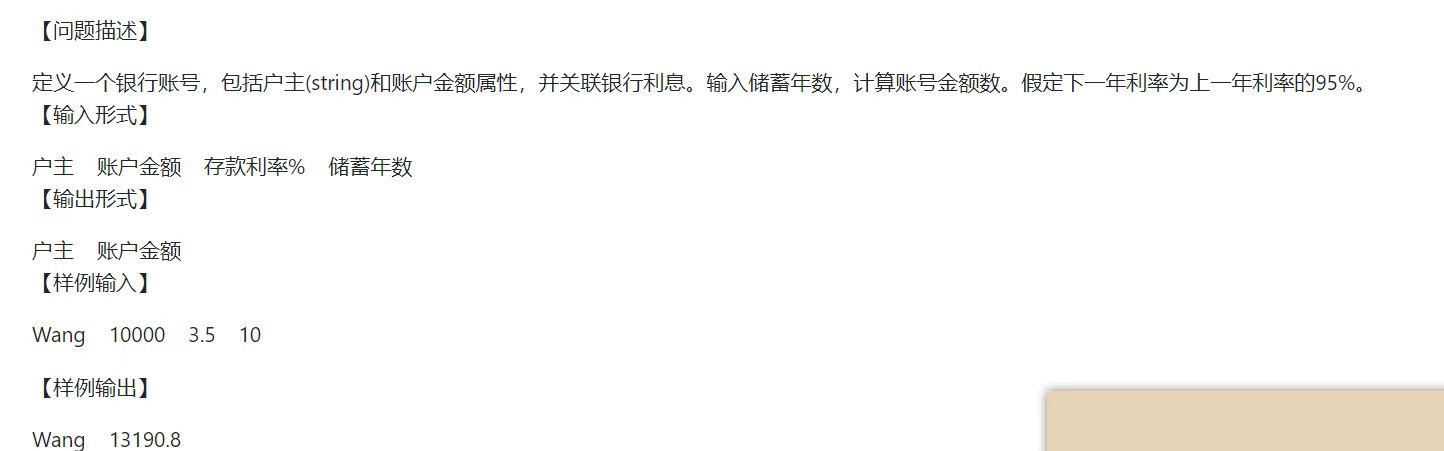 【问题描述】
定义一个银行账号，包括户主(string)和账户金额属性，并关联银行利息。输入储蓄年数，计算账号金额数。假定下一年利率为上一年利率的95%。
【输入形式】
户主 账户金额 存款利率% 储蓄年数
【输出形式】
户主 账户金额
【样例输入】
Wang 10000 3.5 10
【样例输出】
Wang 13190.8